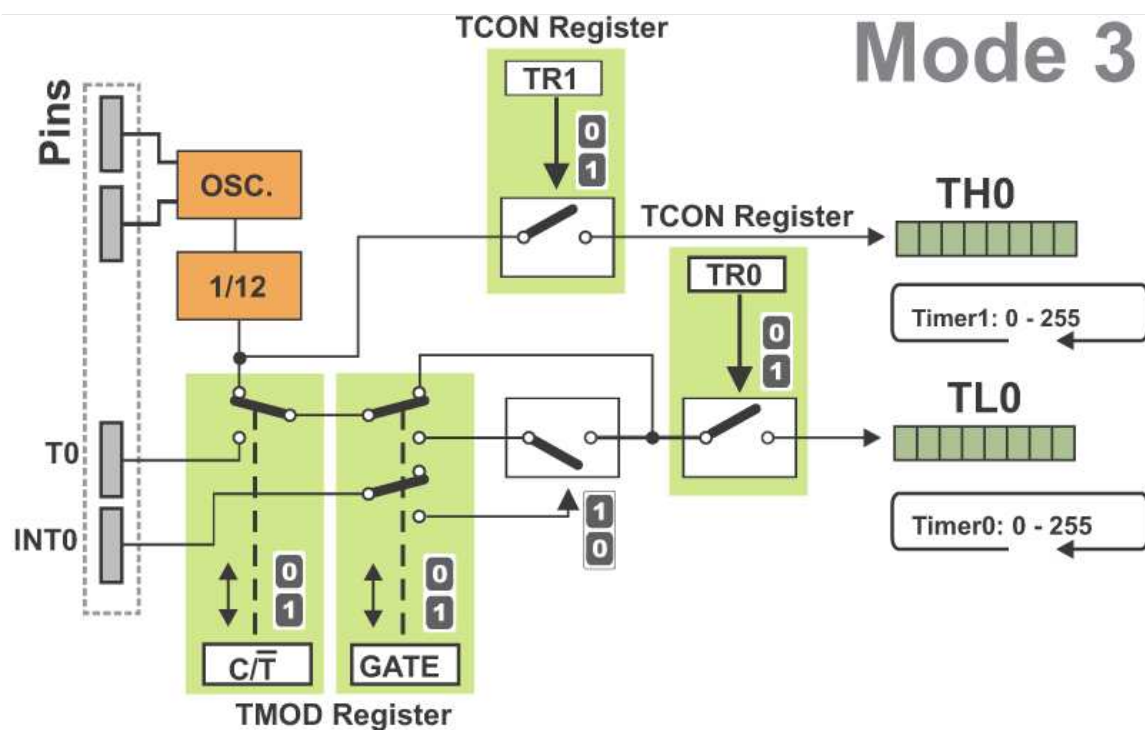 TCON Register
Mode 3
Pins
TR1
0
1
OSC.
TCON Register
TH0
1/12
TR0
0
1
Timer1: 0 - 255
TL0
T0
INT0
1
0
Timer0: 0 - 255
0
1
0
1
C/T̅
GATE
TMOD Register